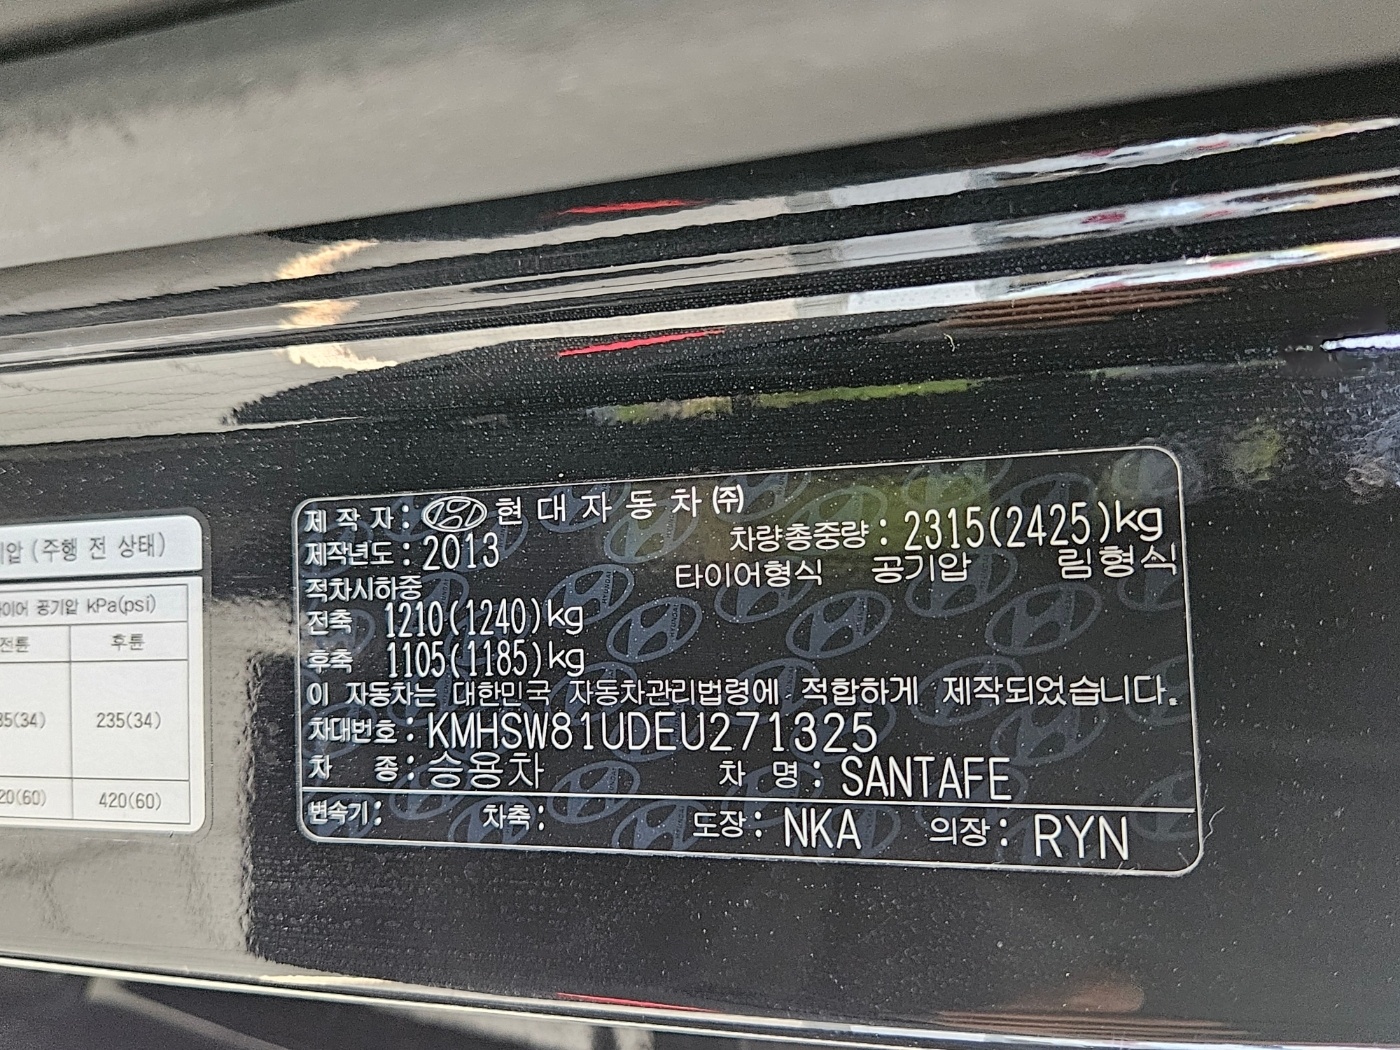 압(주행 전 상태)
공기압 kPa(psi)
전륜 후륜
35(34) 235(34)
20(60) 420(60)
제 작 자 : 현 대 자 동 차 ㈜
제작년도 : 2013 차량총중량 : 2315(2425)kg
적차시하중 타이어형식 공기압 림형식
전축 1210(1240)kg
후축 1105(1185)kg
이 자동차는 대한민국 자동차관리법령에 적합하게 제작되었습니다.
차대번호 : KMHSW81UDEU271325
차 종 : 승용차 차 명 : SANTAFE
변속기 : 차축 : 도장 : NKA 의장 : RYN